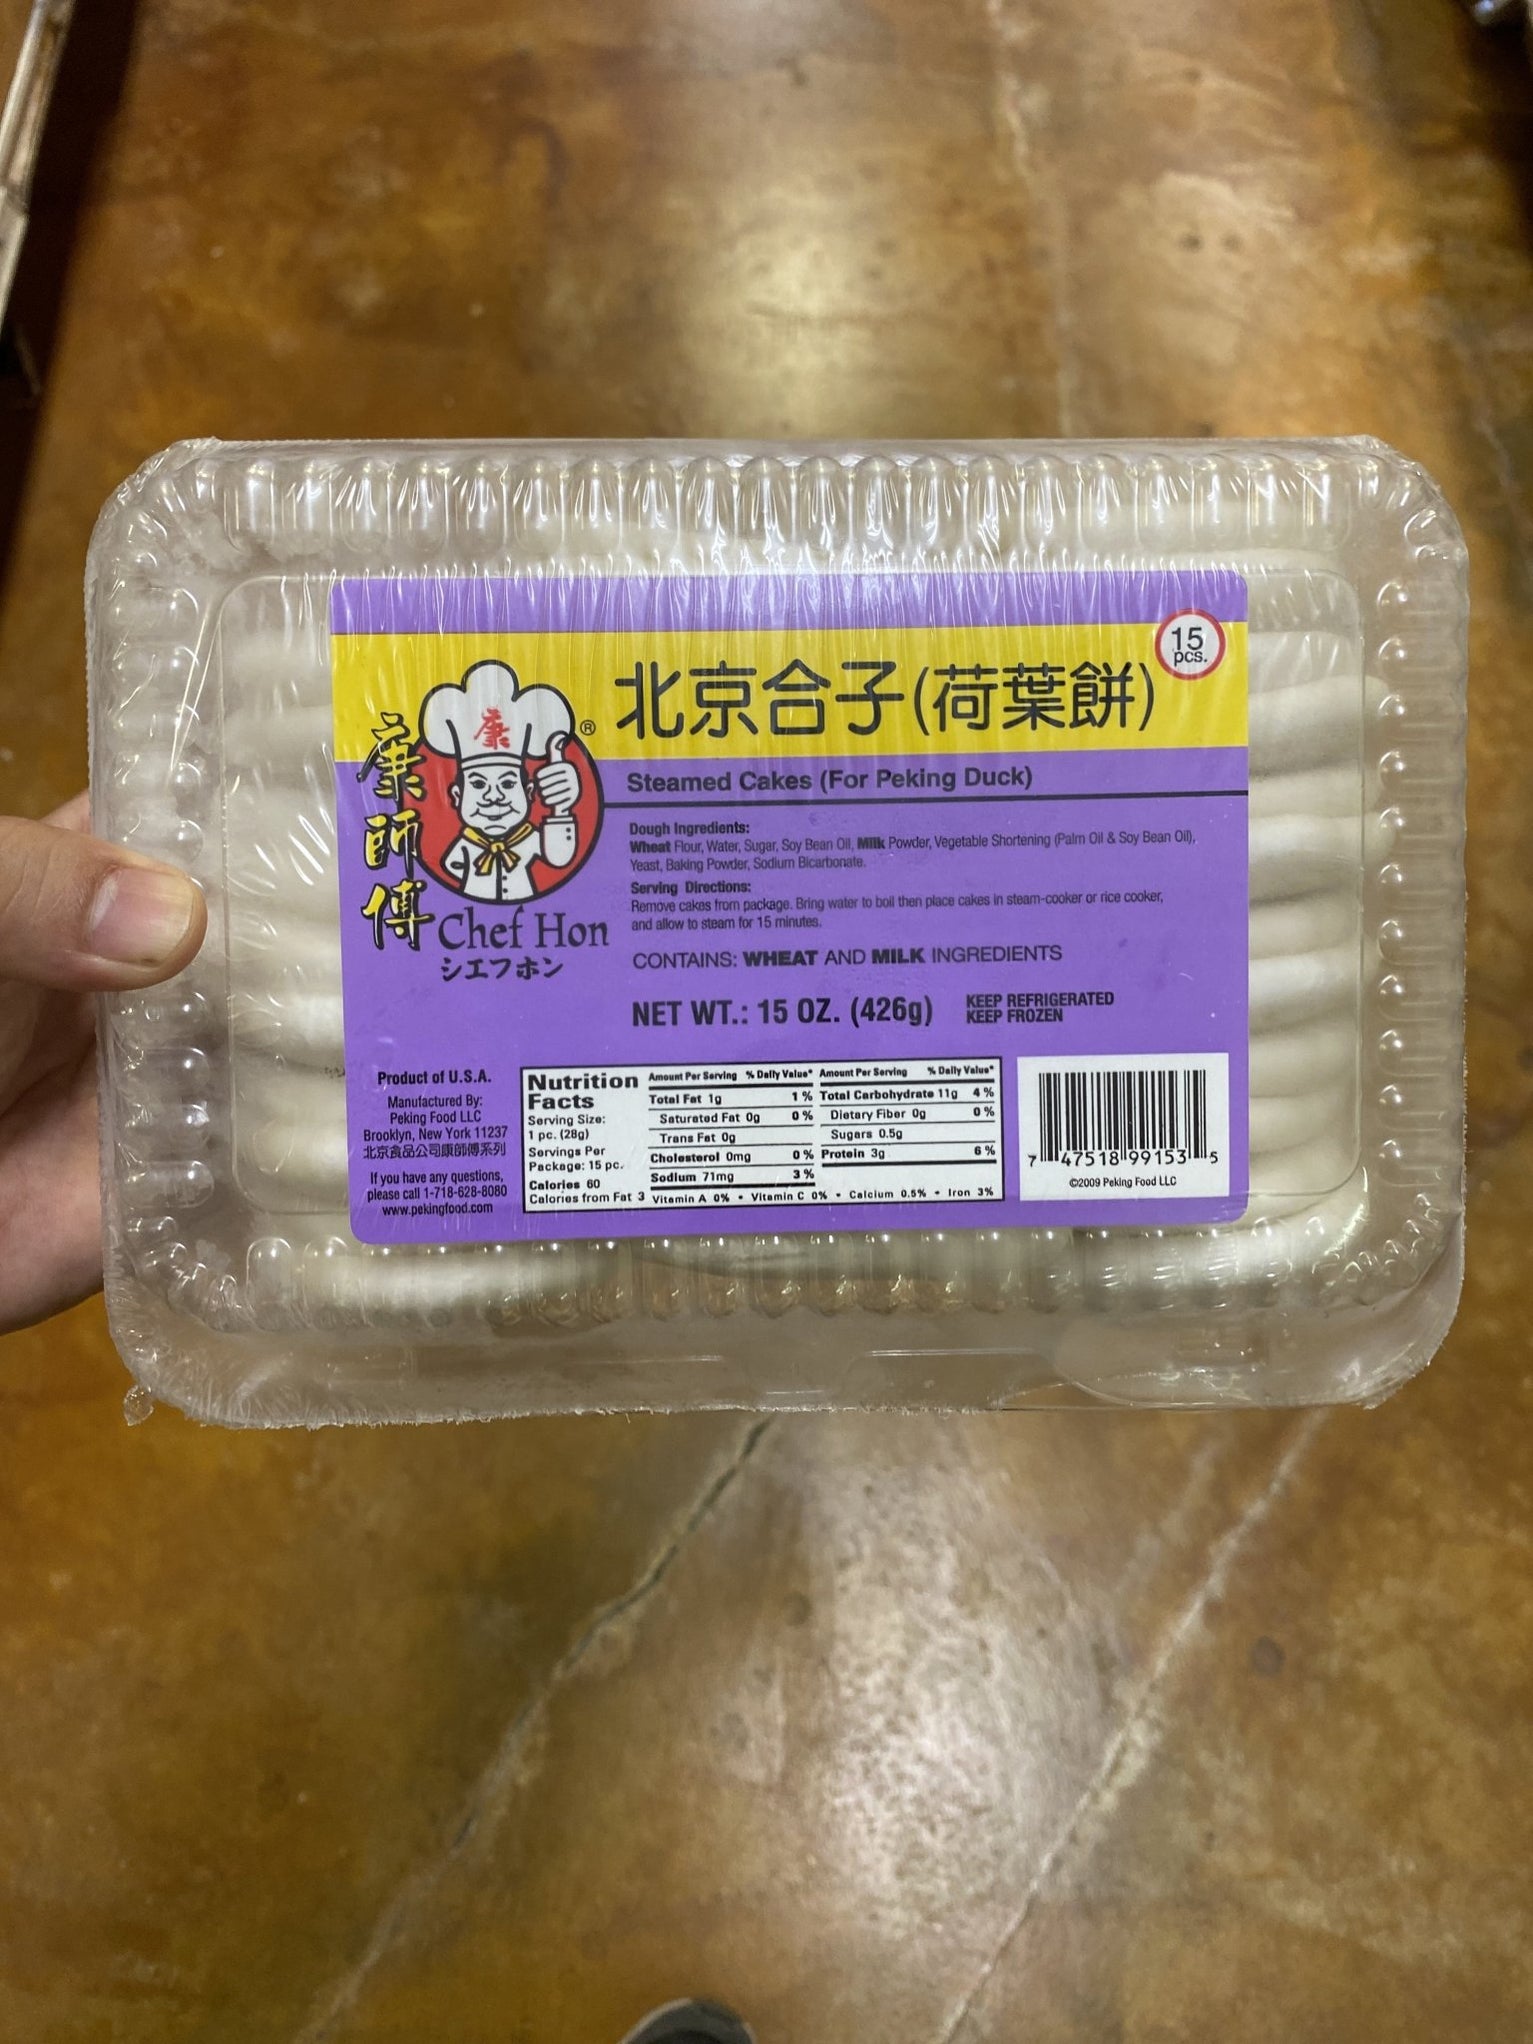 15
pcs.
北京合子(荷葉餅)
康
®
康師傅
Chef Hon
シェフホン
Steamed Cakes (For Peking Duck)
Dough Ingredients:
Wheat Flour, Water, Sugar, Soy Bean Oil, Milk Powder, Vegetable Shortening (Palm Oil & Soy Bean Oil),
Yeast, Baking Powder, Sodium Bicarbonate.
Serving Directions:
Remove cakes from package. Bring water to boil then place cakes in steam-cooker or rice cooker,
and allow to steam for 15 minutes.
CONTAINS: WHEAT AND MILK INGREDIENTS
NET WT.: 15 OZ. (426g)
KEEP REFRIGERATED
KEEP FROZEN
Product of U.S.A.
Manufactured By:
Peking Food LLC
Brooklyn, New York 11237
北京食品公司康師傅系列
If you have any questions,
please call 1-718-628-8080
www.pekingfood.com
Nutrition
Facts
Serving Size:
1 pc. (28g)
Servings Per
Package: 15 pc.
Calories 60
Calories from Fat 3
Amount Per Serving % Daily Value*
Total Fat 1g 1%
Saturated Fat 0g 0%
Trans Fat 0g
Cholesterol 0mg 0%
Sodium 71mg 3%
Amount Per Serving % Daily Value*
Total Carbohydrate 11g 4%
Dietary Fiber 0g 0%
Sugars 0.5g
Protein 3g 6%
Vitamin A 0% • Vitamin C 0% • Calcium 0.5% • Iron 3%
7 47518 99153 5
©2009 Peking Food LLC